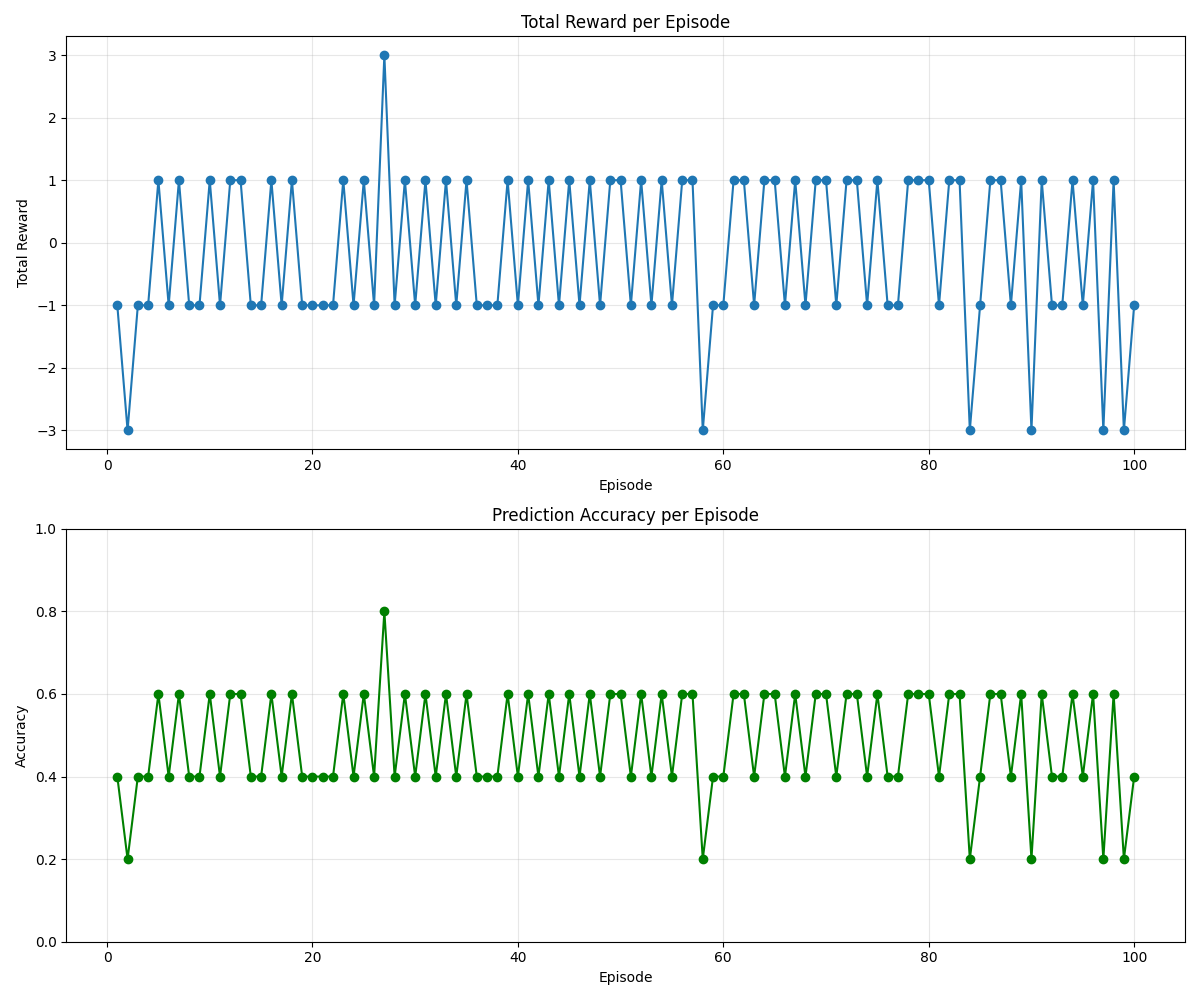 Total Reward per Episode
Total Reward
3
2
1
0
−1
−2
−3
0 20 40 60 80 100
Episode
Prediction Accuracy per Episode
Accuracy
1.0
0.8
0.6
0.4
0.2
0.0
0 20 40 60 80 100
Episode